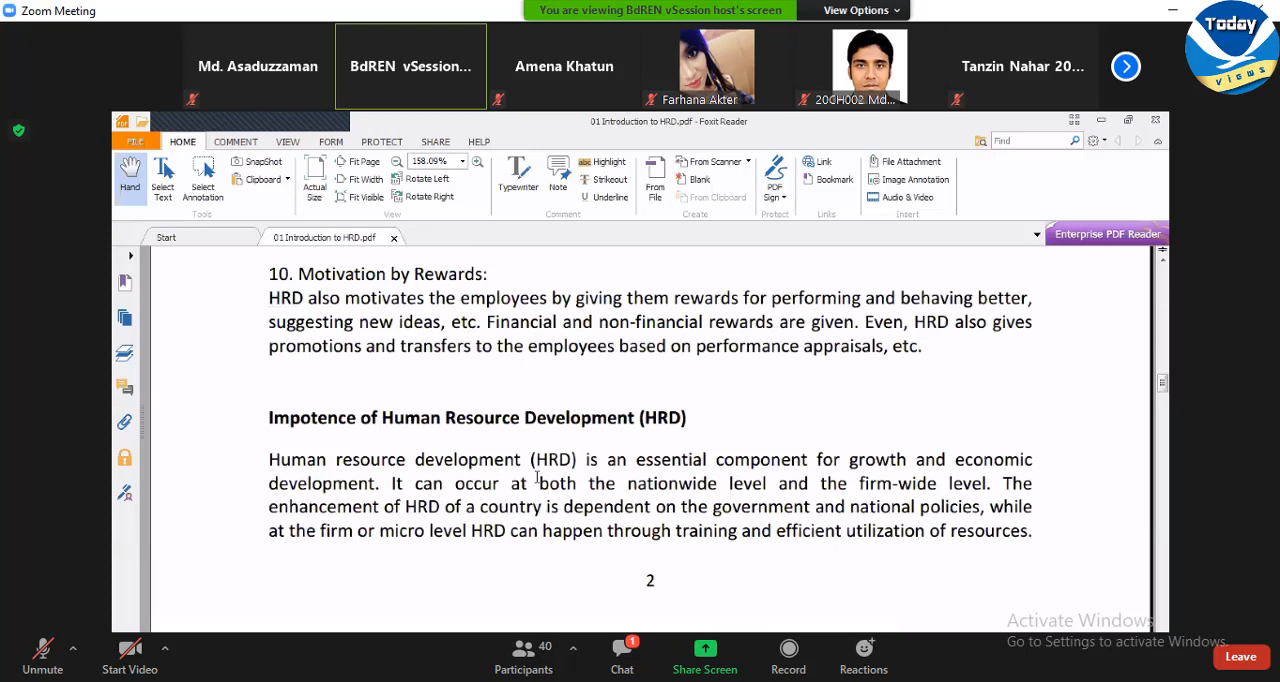 Zoom Meeting
You are viewing BdREN vSession host's screen
View Options
Today
views
Md. Asaduzzaman
BdREN vSession...
Amena Khatun
Farhana Akter
20CH002 Md...
Tanzin Nahar 20...
01 Introduction to HRD.pdf - Foxit Reader
FILE HOME COMMENT VIEW FORM PROTECT SHARE HELP
Find
Hand
Select Text
Select Annotation
SnapShot
Clipboard
Tools
Actual Size
Fit Page
Fit Width
Fit Visible
158.09%
Rotate Left
Rotate Right
View
Typewriter
Note
Highlight
Strikeout
Underline
Comment
From File
From Scanner
Blank
From Clipboard
Create
PDF Sign
Protect
Link
Bookmark
Links
File Attachment
Image Annotation
Audio & Video
Insert
Start
01 Introduction to HRD.pdf
Enterprise PDF Reader
10. Motivation by Rewards:
HRD also motivates the employees by giving them rewards for performing and behaving better,
suggesting new ideas, etc. Financial and non-financial rewards are given. Even, HRD also gives
promotions and transfers to the employees based on performance appraisals, etc.
Impotence of Human Resource Development (HRD)
Human resource development (HRD) is an essential component for growth and economic
development. It can occur at both the nationwide level and the firm-wide level. The
enhancement of HRD of a country is dependent on the government and national policies, while
at the firm or micro level HRD can happen through training and efficient utilization of resources.
2
Activate Windows
Go to Settings to activate Windows.
Unmute
Start Video
40
Participants
1
Chat
Share Screen
Record
Reactions
Leave